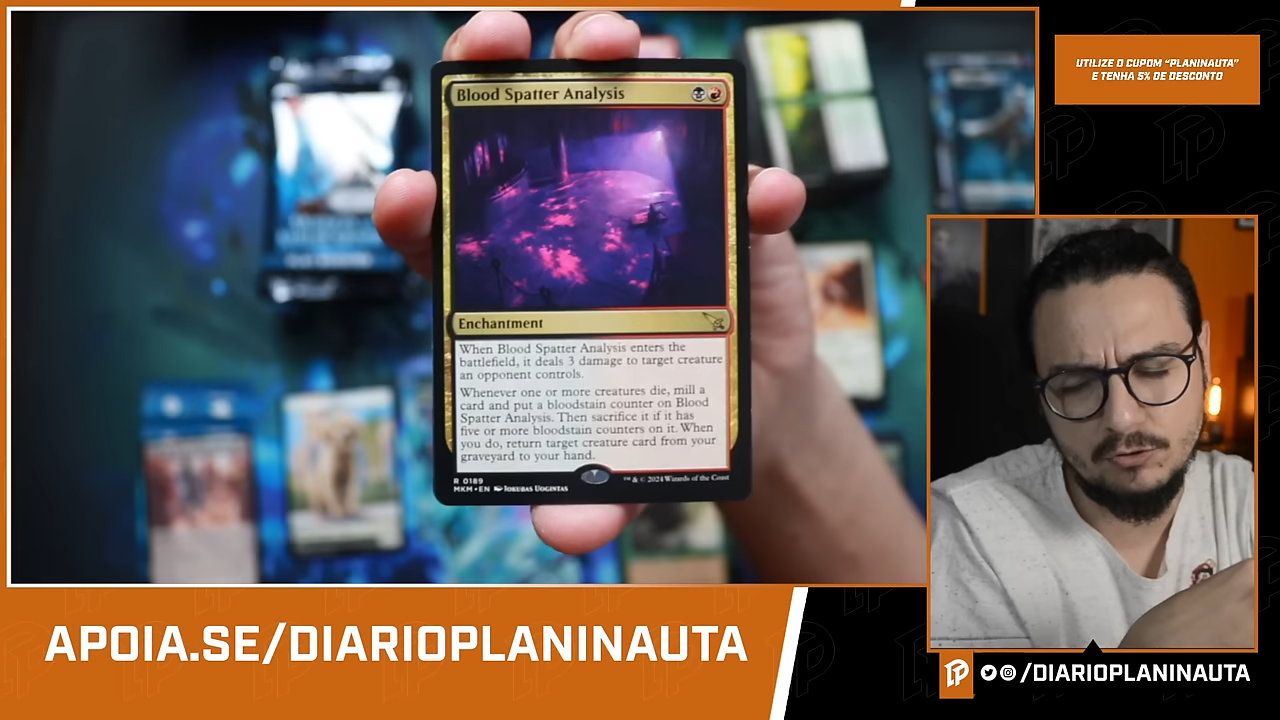 Blood Spatter Analysis
Enchantment
When Blood Spatter Analysis enters the
battlefield, it deals 3 damage to target creature
an opponent controls.
Whenever one or more creatures die, mill a
card and put a bloodstain counter on Blood
Spatter Analysis. Then sacrifice it if it has
five or more bloodstain counters on it. When
you do, return target creature card from your
graveyard to your hand.
R 0189
MKM • EN Jokubas Uogintas
™ & © 2024 Wizards of the Coast
UTILIZE O CUPOM “PLANINAUTA”
E TENHA 5% DE DESCONTO
APOIA.SE/DIARIOPLANINAUTA
/DIARIOPLANINAUTA